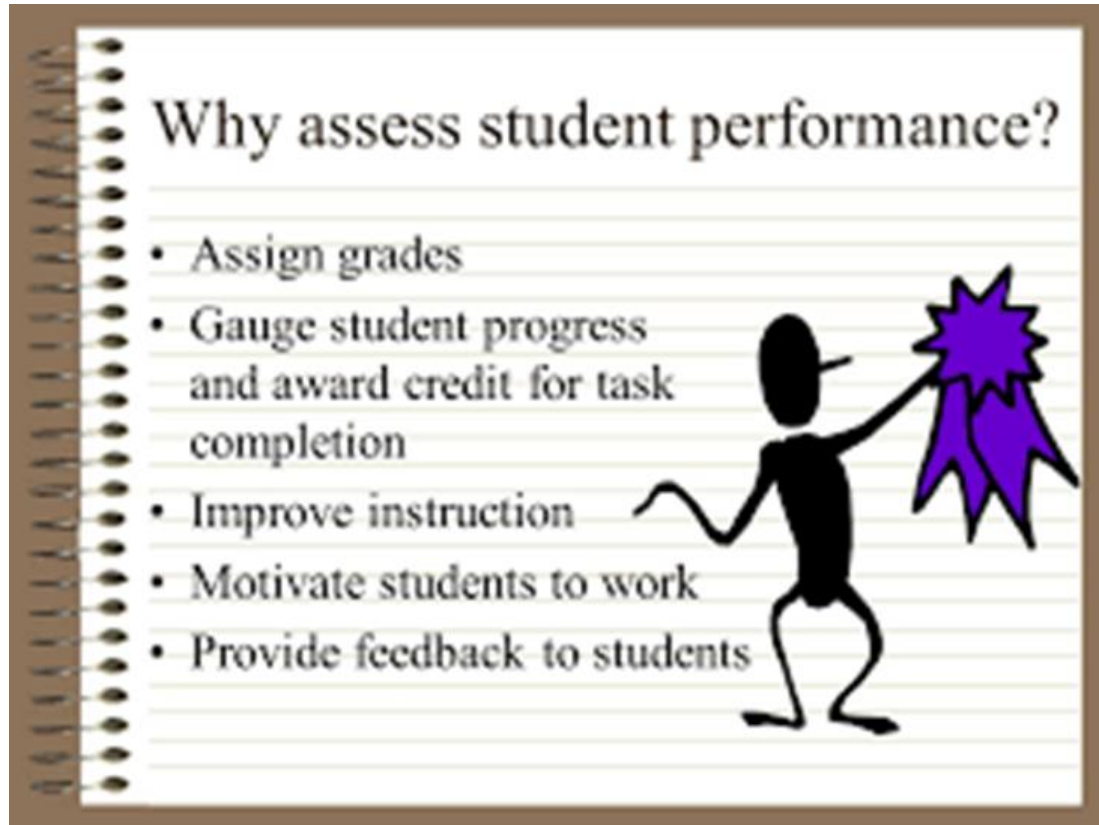 Why assess student performance?
• Assign grades
• Gauge student progress
and award credit for task
completion
• Improve instruction
• Motivate students to work
• Provide feedback to students